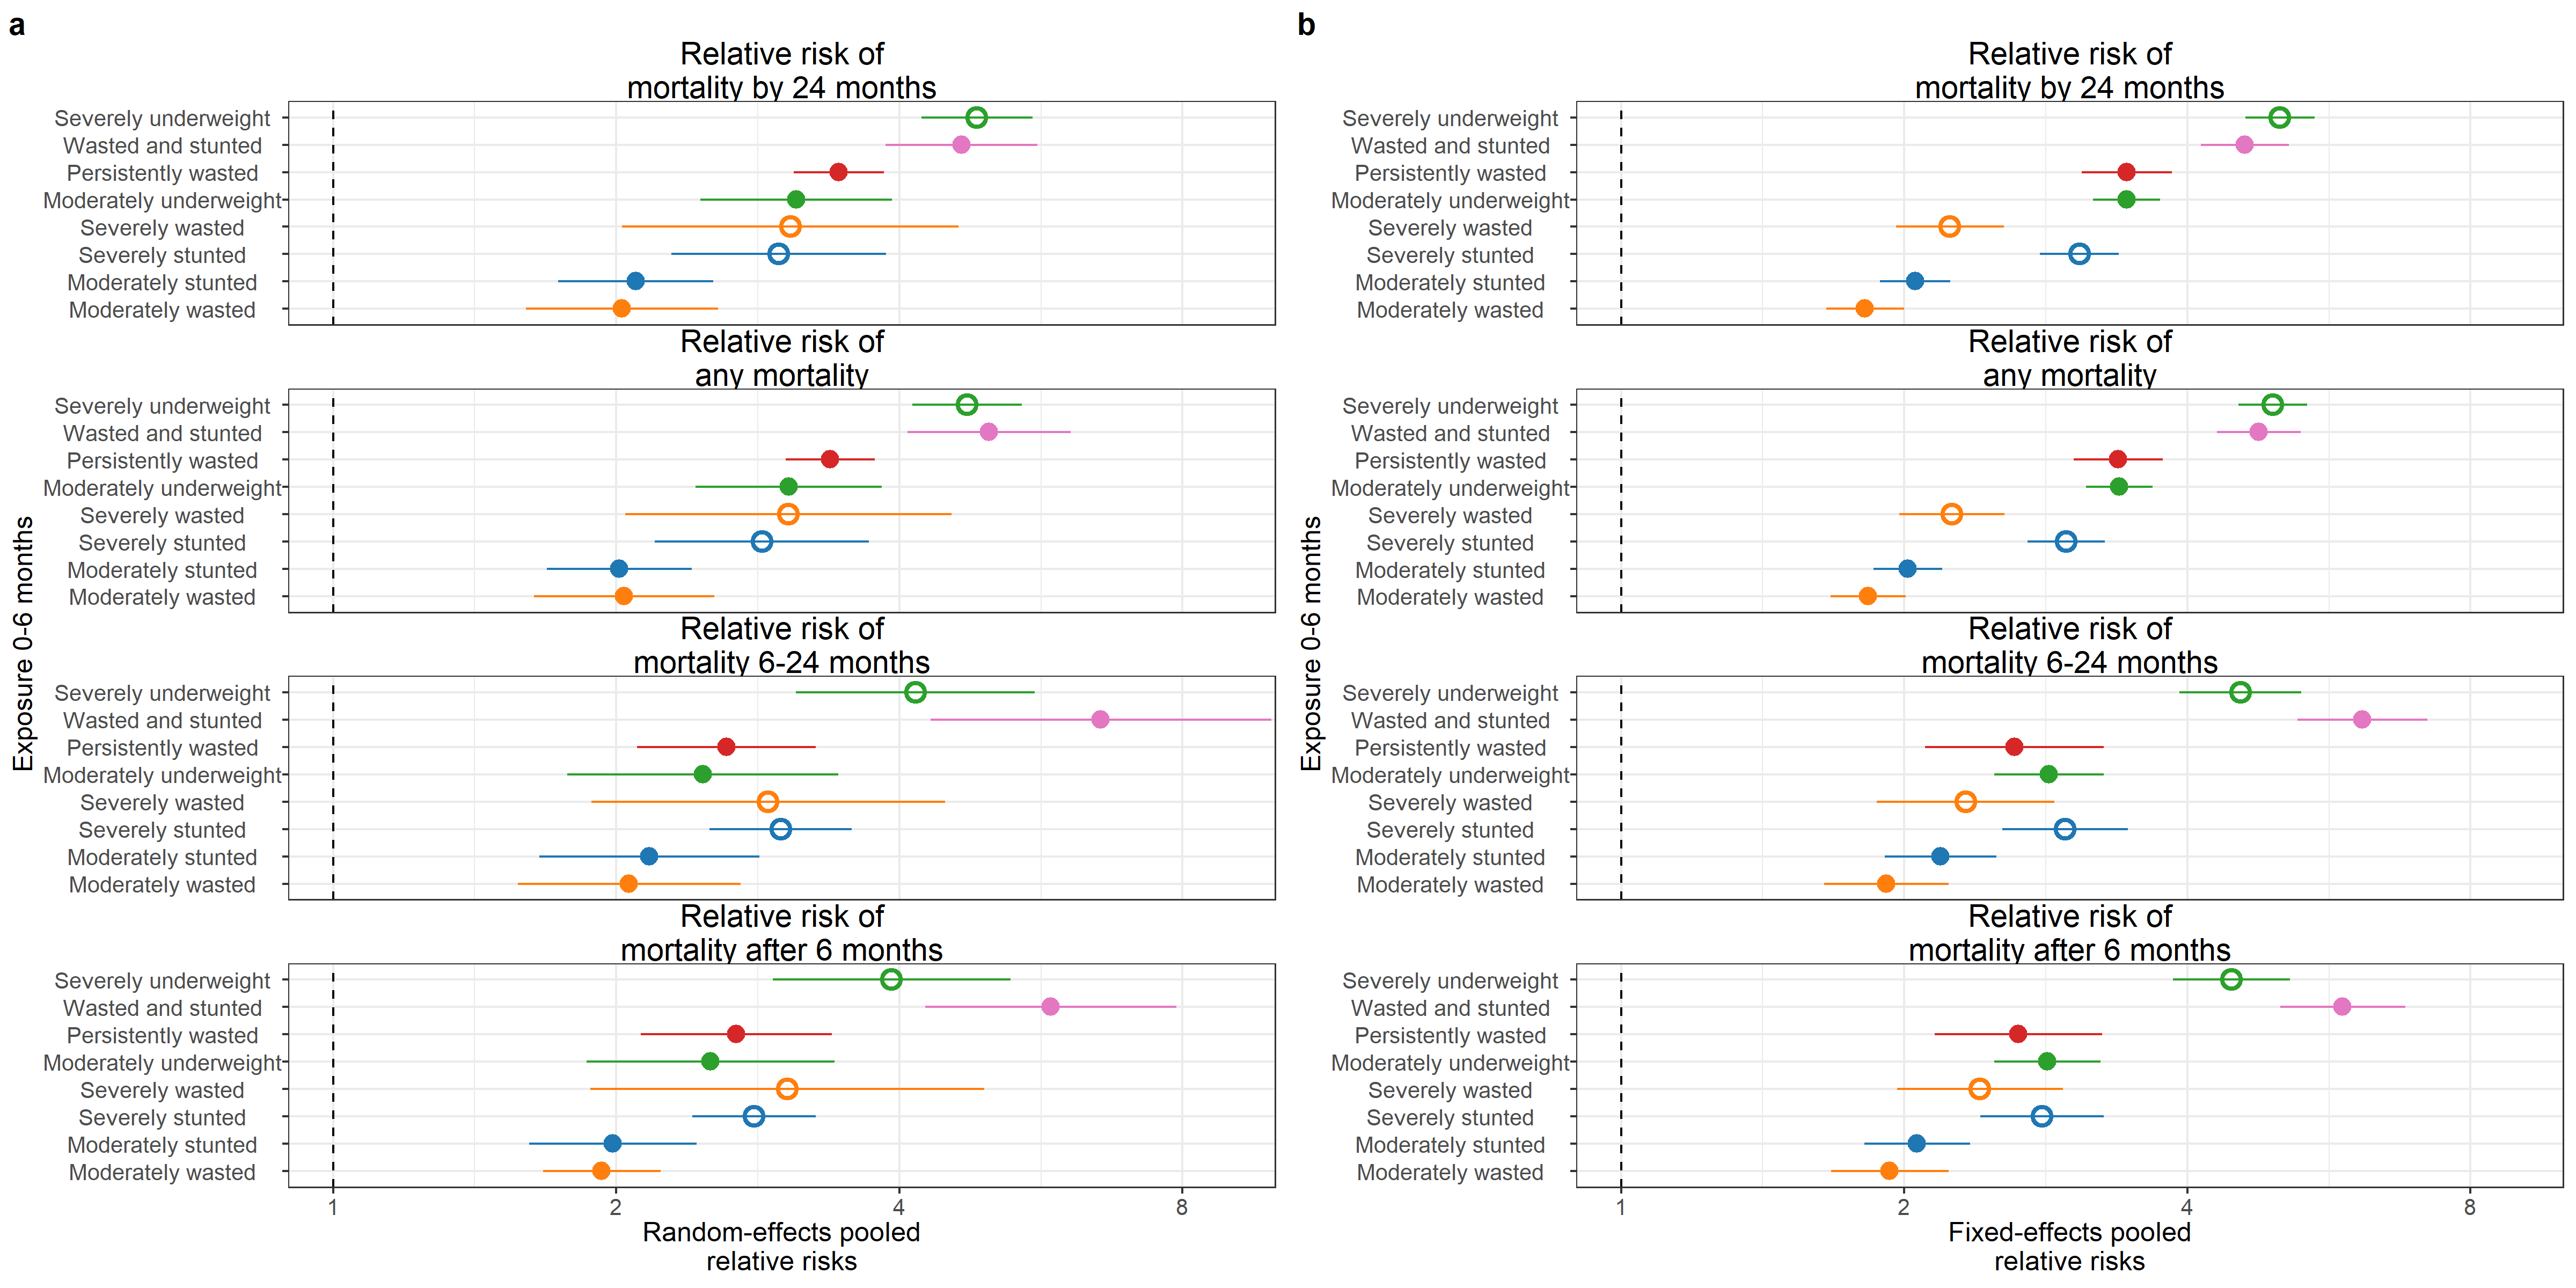 a
Relative risk of
mortality by 24 months
Severely underweight
Wasted and stunted
Persistently wasted
Moderately underweight
Severely wasted
Severely stunted
Moderately stunted
Moderately wasted
Relative risk of
any mortality
Severely underweight
Wasted and stunted
Persistently wasted
Moderately underweight
Severely wasted
Severely stunted
Moderately stunted
Moderately wasted
Relative risk of
mortality 6-24 months
Severely underweight
Wasted and stunted
Persistently wasted
Moderately underweight
Severely wasted
Severely stunted
Moderately stunted
Moderately wasted
Relative risk of
mortality after 6 months
Severely underweight
Wasted and stunted
Persistently wasted
Moderately underweight
Severely wasted
Severely stunted
Moderately stunted
Moderately wasted
Exposure 0-6 months
1 2 4 8
Random-effects pooled
relative risks
b
Relative risk of
mortality by 24 months
Severely underweight
Wasted and stunted
Persistently wasted
Moderately underweight
Severely wasted
Severely stunted
Moderately stunted
Moderately wasted
Relative risk of
any mortality
Severely underweight
Wasted and stunted
Persistently wasted
Moderately underweight
Severely wasted
Severely stunted
Moderately stunted
Moderately wasted
Relative risk of
mortality 6-24 months
Severely underweight
Wasted and stunted
Persistently wasted
Moderately underweight
Severely wasted
Severely stunted
Moderately stunted
Moderately wasted
Relative risk of
mortality after 6 months
Severely underweight
Wasted and stunted
Persistently wasted
Moderately underweight
Severely wasted
Severely stunted
Moderately stunted
Moderately wasted
Exposure 0-6 months
1 2 4 8
Fixed-effects pooled
relative risks